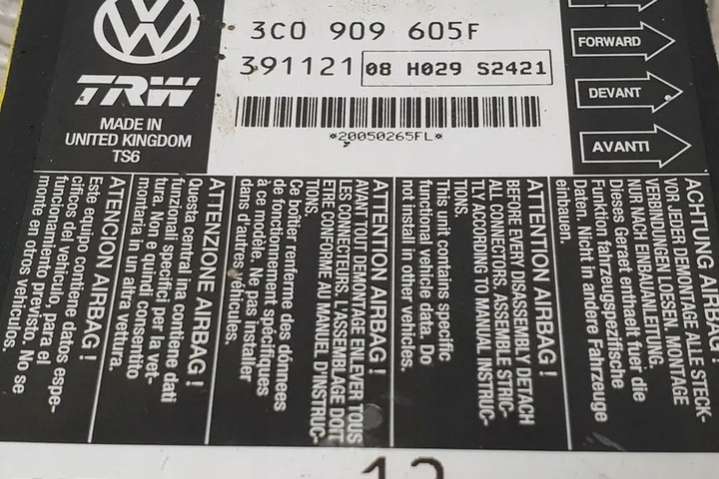 3C0 909 605F
391121 08 H029 S2421
TRW
MADE IN
UNITED KINGDOM
TS6
*20050265FL*
FORWARD
DEVANT
AVANTI
ACHTUNG AIRBAG !
VOR JEDER DEMONTAGE ALLE STECK-
VERBINDUNGEN LOESEN. MONTAGE
NUR NACH EINBAUANLEITUNG.
Dieses Geraet enthaelt fuer die
Funktion fahrzeugspezifische
Daten. Nicht in andere Fahrzeuge
einbauen.
ATTENTION AIRBAG !
BEFORE EVERY DISASSEMBLY DETACH
ALL CONNECTORS, ASSEMBLE STRIC-
TLY ACCORDING TO MANUAL INSTRUC-
TIONS.
This unit contains specific
functional vehicle data. Do
not install other vehicles.
ATTENTION AIRBAG !
AVANT TOUT DEMONTAGE ENLEVER TOUS
LES CONNECTEURS. L'ASSEMBLAGE DOIT
ETRE CONFORME AU MANUEL D'INSTRUC-
TIONS.
Ce boîtier renferme des données
de fonctionnement spécifiques
à ce modèle. Ne pas installer
dans d'autres véhicules.
ATTENZIONE AIRBAG !
Questa central ina contiene dati
funzionali specifici per la vet-
tura. Non e quindi consentito
montarla in un altra vettura.
ATENCION AIRBAG !
Este equipo contiene datos espe-
cificos del vehiculo, para el
funcionamiento previsto. No se
monte en otros vehiculos.